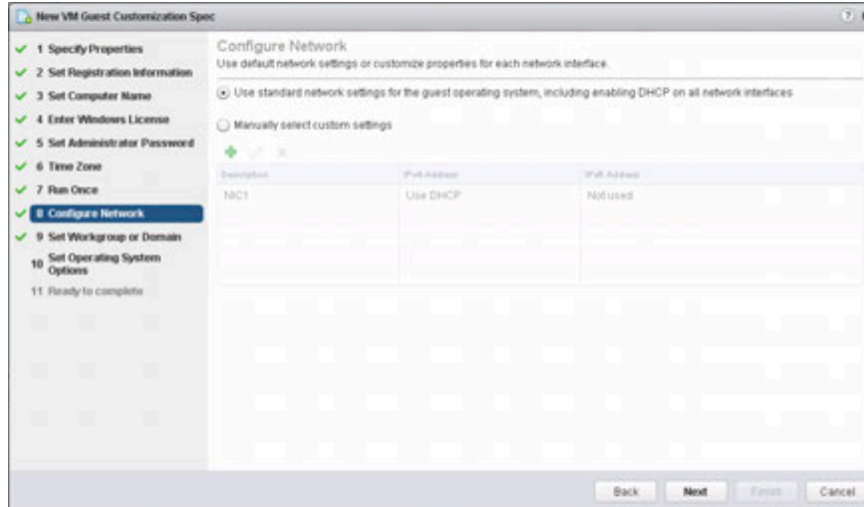 New VM Guest Customization Spec
?
1 Specify Properties
2 Set Registration Information
3 Set Computer Name
4 Enter Windows License
5 Set Administrator Password
6 Time Zone
7 Run Once
8 Configure Network
9 Set Workgroup or Domain
10 Set Operating System
Options
11 Ready to complete
Configure Network
Use default network settings or customize properties for each network interface.
Use standard network settings for the guest operating system, including enabling DHCP on all network interfaces
Manually select custom settings
Description IPv4 Address IPv6 Address
NIC1 Use DHCP Not used
Back Next Finish Cancel